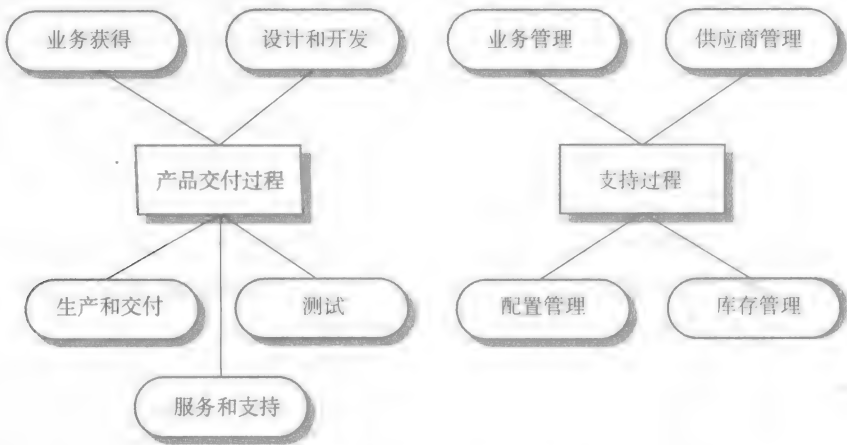 业务获得
设计和开发
业务管理
供应商管理
产品交付过程
支持过程
生产和交付
测试
配置管理
库存管理
服务和支持